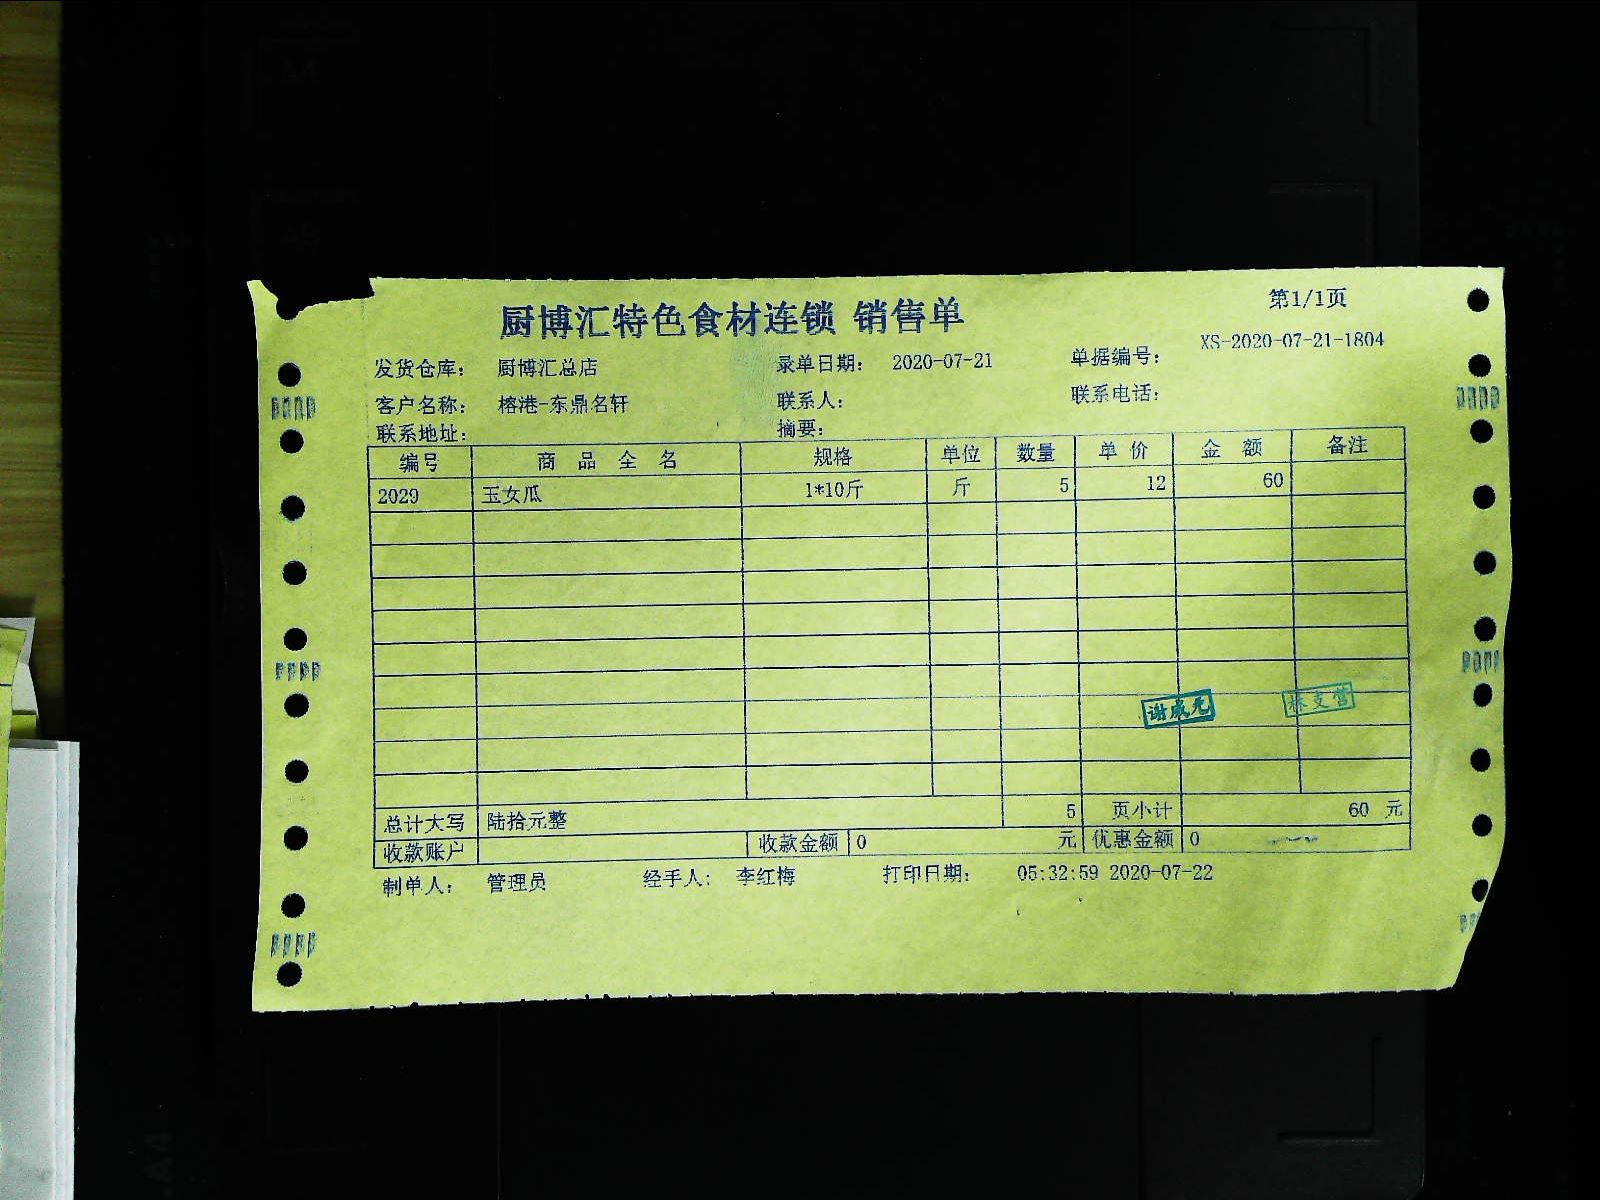 第1/1页
厨博汇特色食材连锁 销售单
XS-2020-07-21-1804
发货仓库： 厨博汇总店 录单日期： 2020-07-21 单据编号：
客户名称： 榕港-东鼎名轩 联系人： 联系电话：
联系地址： 摘要：
编号 商 品 全 名 规格 单位 数量 单 价 金 额 备注
2029 玉女瓜 1*10斤 斤 5 12 60
谢成光
总计大写 陆拾元整 5 页小计 60 元
收款账户 收款金额 0 元 优惠金额 0
制单人： 管理员 经手人： 李红梅 打印日期： 05:32:59 2020-07-22